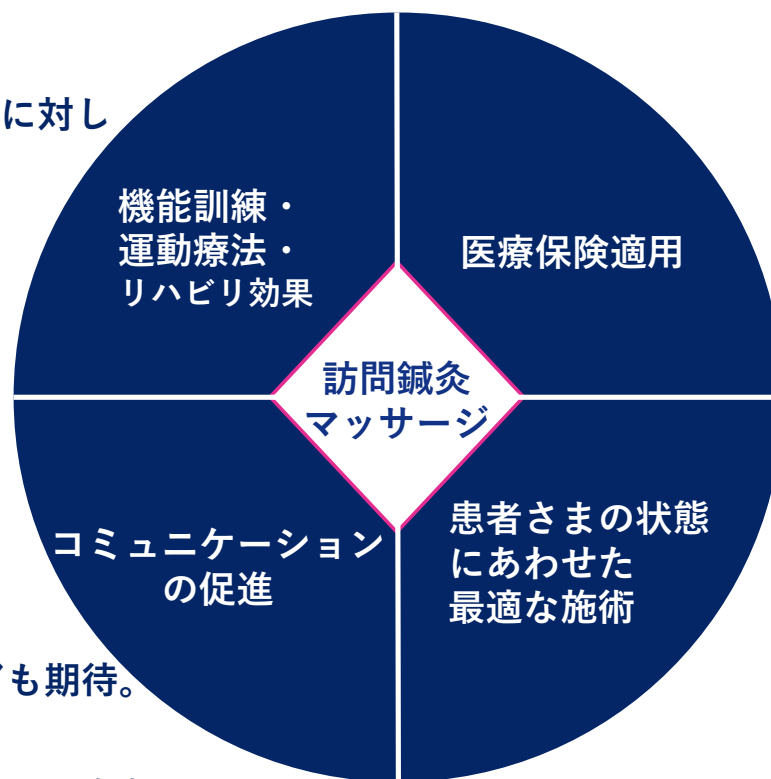 に対し
機能訓練・
運動療法・
リハビリ効果
医療保険適用
訪問鍼灸
マッサージ
コミュニケーション
の促進
患者さまの状態
にあわせた
最適な施術
も期待。